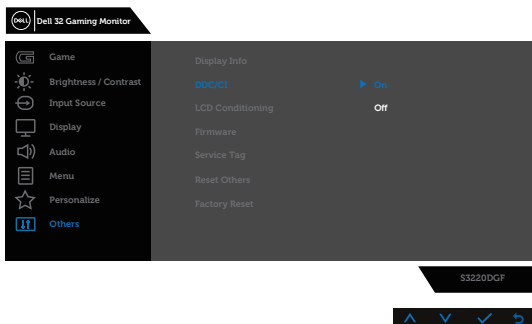 DELL Dell 32 Gaming Monitor
Game
Brightness / Contrast
Input Source
Display
Audio
Menu
Personalize
Others
Display Info
DDC/CI On
LCD Conditioning Off
Firmware
Service Tag
Reset Others
Factory Reset
S3220DGF